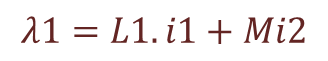 λ1 = L1. i1 + Mi2